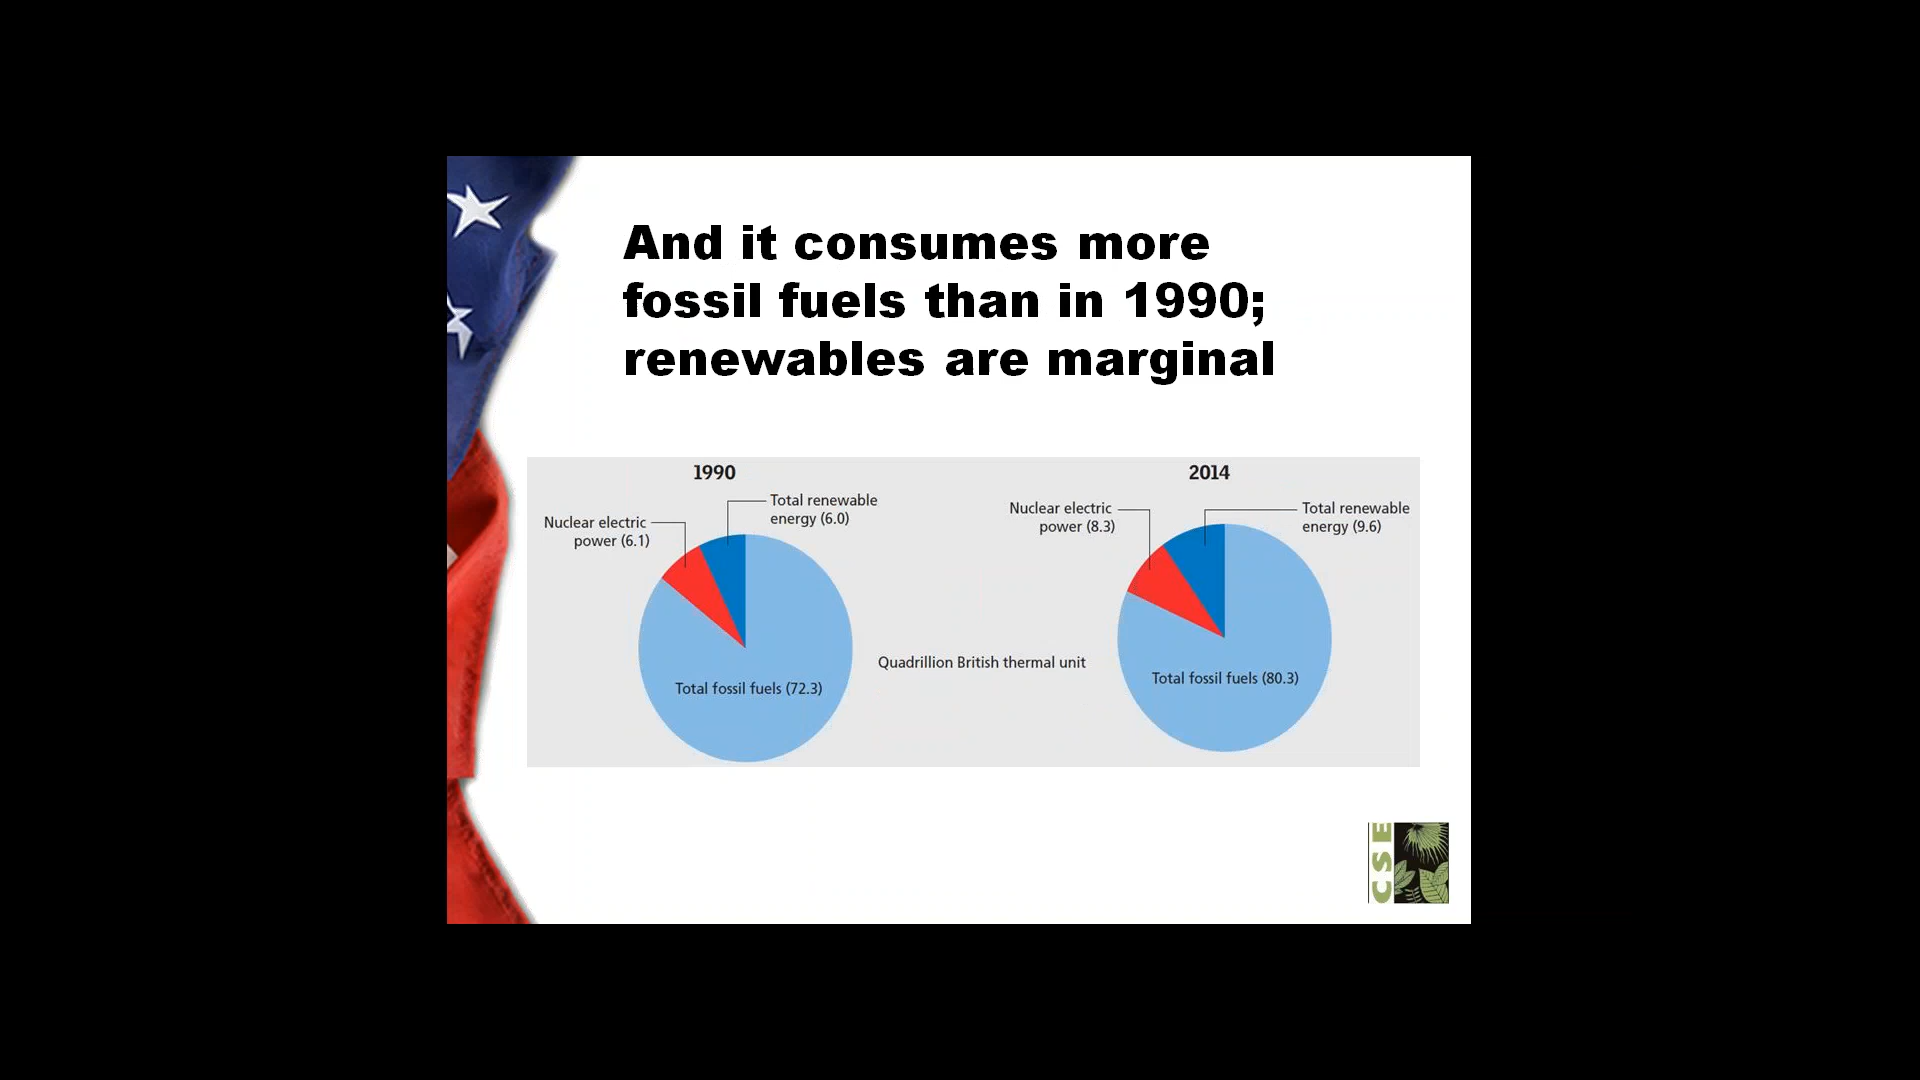 And it consumes more
fossil fuels than in 1990;
renewables are marginal
1990
Total renewable
energy (6.0)
Nuclear electric
power (6.1)
Total fossil fuels (72.3)
Quadrillion British thermal unit
2014
Nuclear electric
power (8.3)
Total renewable
energy (9.6)
Total fossil fuels (80.3)
CSE